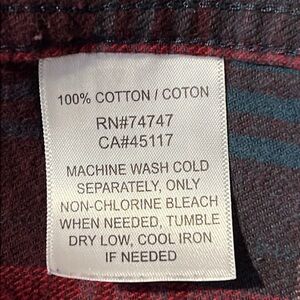 100% COTTON / COTON
RN#74747
CA#45117
MACHINE WASH COLD
SEPARATELY, ONLY
NON-CHLORINE BLEACH
WHEN NEEDED, TUMBLE
DRY LOW, COOL IRON
IF NEEDED